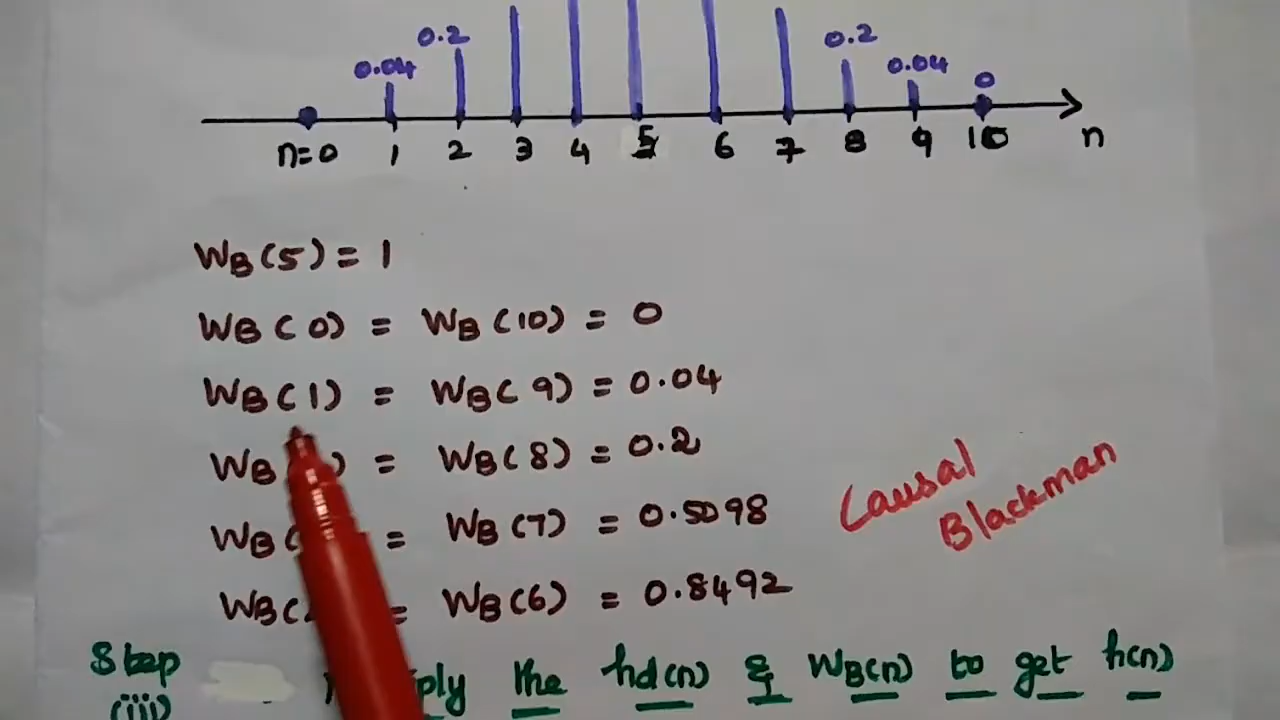 0.2 0.2
0.04 0.04 0
n=0 1 2 3 4 5 6 7 8 9 10 n
WB(5) = 1
WB(0) = WB(10) = 0
WB(1) = WB(9) = 0.04
WB( ) = WB(8) = 0.2
WB( = WB(7) = 0.5098
WB( = WB(6) = 0.8492
Causal
Blackman
Step
(iii) the hd(n) & WB(n) to get h(n)